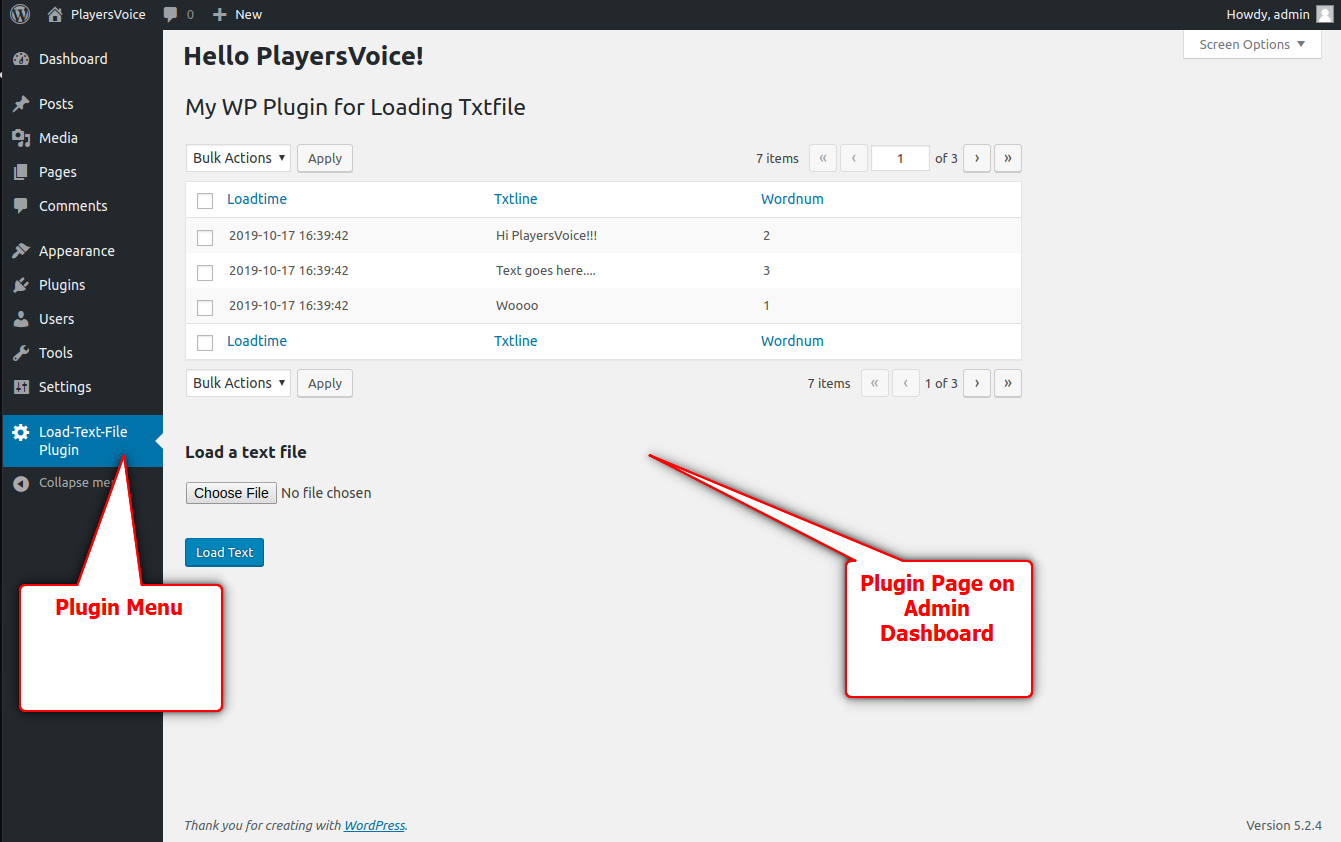 PlayersVoice 0 New Howdy, admin
Screen Options ▼
Dashboard
Posts
Media
Pages
Comments
Appearance
Plugins
Users
Tools
Settings
Load-Text-File
Plugin
Collapse me
Hello PlayersVoice!
My WP Plugin for Loading Txtfile
Bulk Actions ▾ Apply 7 items « ‹ 1 of 3 › »
Loadtime Txtline Wordnum
2019-10-17 16:39:42 Hi PlayersVoice!!! 2
2019-10-17 16:39:42 Text goes here.... 3
2019-10-17 16:39:42 Woooo 1
Loadtime Txtline Wordnum
Bulk Actions ▾ Apply 7 items « ‹ 1 of 3 › »
Load a text file
Choose File No file chosen
Load Text
Plugin Menu
Plugin Page on
Admin
Dashboard
Thank you for creating with WordPress. Version 5.2.4